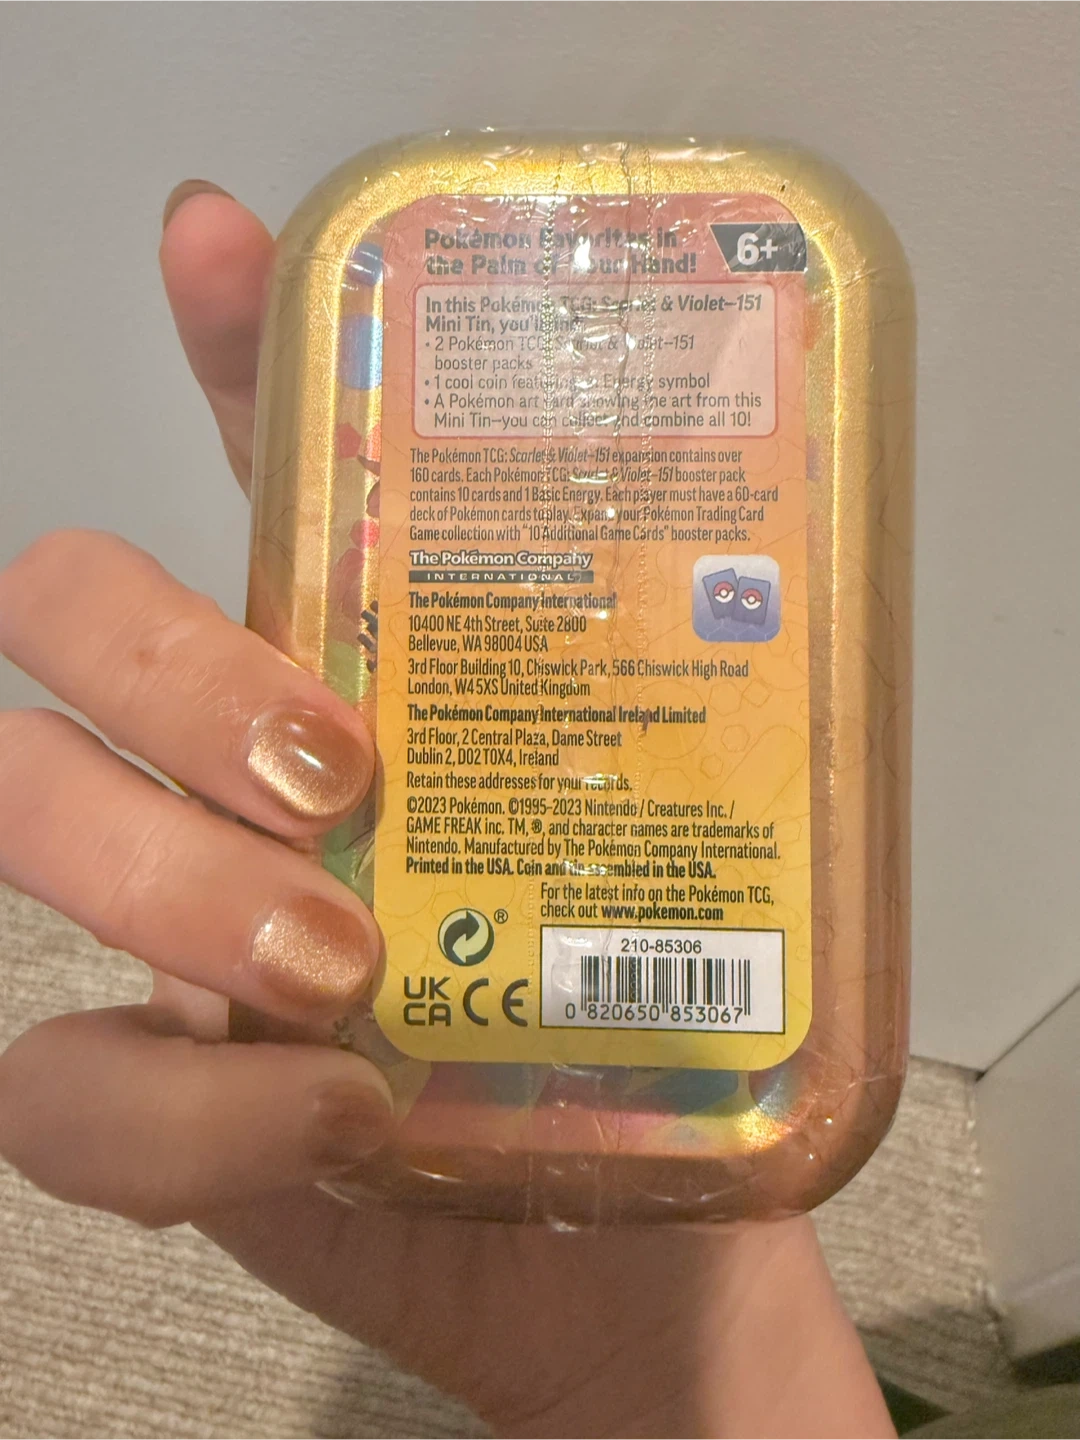 Pokémon Favorites in
the Palm of Your Hand!
6+
In this Pokémon TCG: Scarlet & Violet–151
Mini Tin, you'll find:
• 2 Pokémon TCG: Scarlet & Violet–151
booster packs
• 1 cool coin featuring an Energy symbol
• A Pokémon art card showing the art from this
Mini Tin—you can collect and combine all 10!
The Pokémon TCG: Scarlet & Violet–151 expansion contains over
160 cards. Each Pokémon TCG: Scarlet & Violet–151 booster pack
contains 10 cards and 1 Basic Energy. Each player must have a 60-card
deck of Pokémon cards to play. Expand your Pokémon Trading Card
Game collection with "10 Additional Game Cards" booster packs.
The Pokémon Company
INTERNATIONAL
The Pokémon Company International
10400 NE 4th Street, Suite 2800
Bellevue, WA 98004 USA
3rd Floor Building 10, Chiswick Park, 566 Chiswick High Road
London, W4 5XS United Kingdom
The Pokémon Company International Ireland Limited
3rd Floor, 2 Central Plaza, Dame Street
Dublin 2, D02 T0X4, Ireland
Retain these addresses for your records.
©2023 Pokémon. ©1995–2023 Nintendo / Creatures Inc. /
GAME FREAK inc. TM, ®, and character names are trademarks of
Nintendo. Manufactured by The Pokémon Company International.
Printed in the USA. Coin and tin assembled in the USA.
For the latest info on the Pokémon TCG,
check out www.pokemon.com
®
UK
CA
CE
210-85306
0 820650 853067